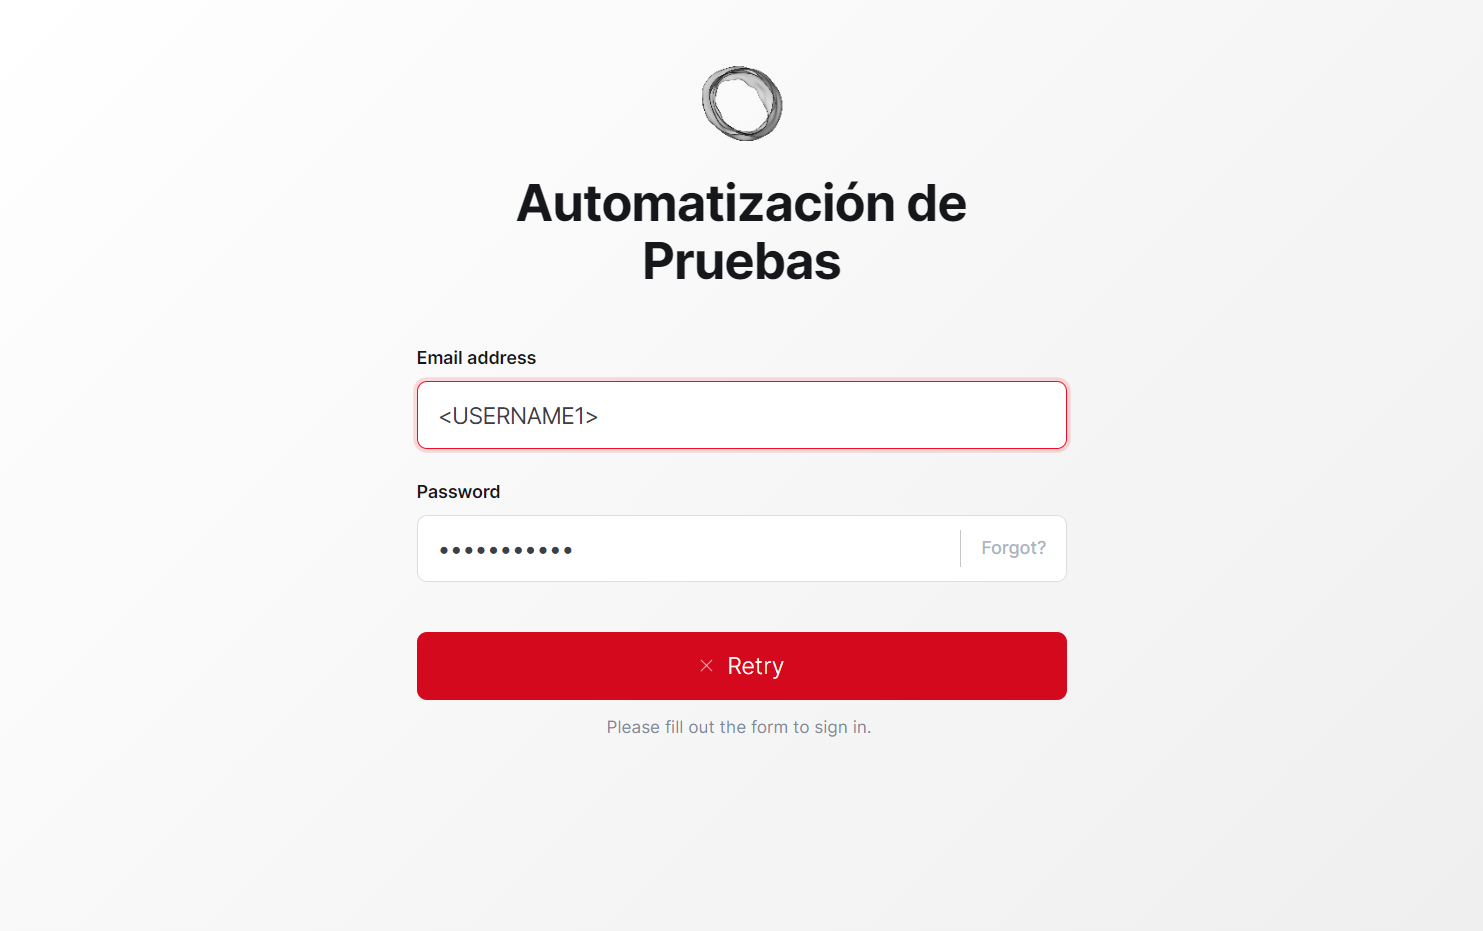 Automatización de
Pruebas
Email address
<USERNAME1>
Password
•••••••••••
Forgot?
× Retry
Please fill out the form to sign in.